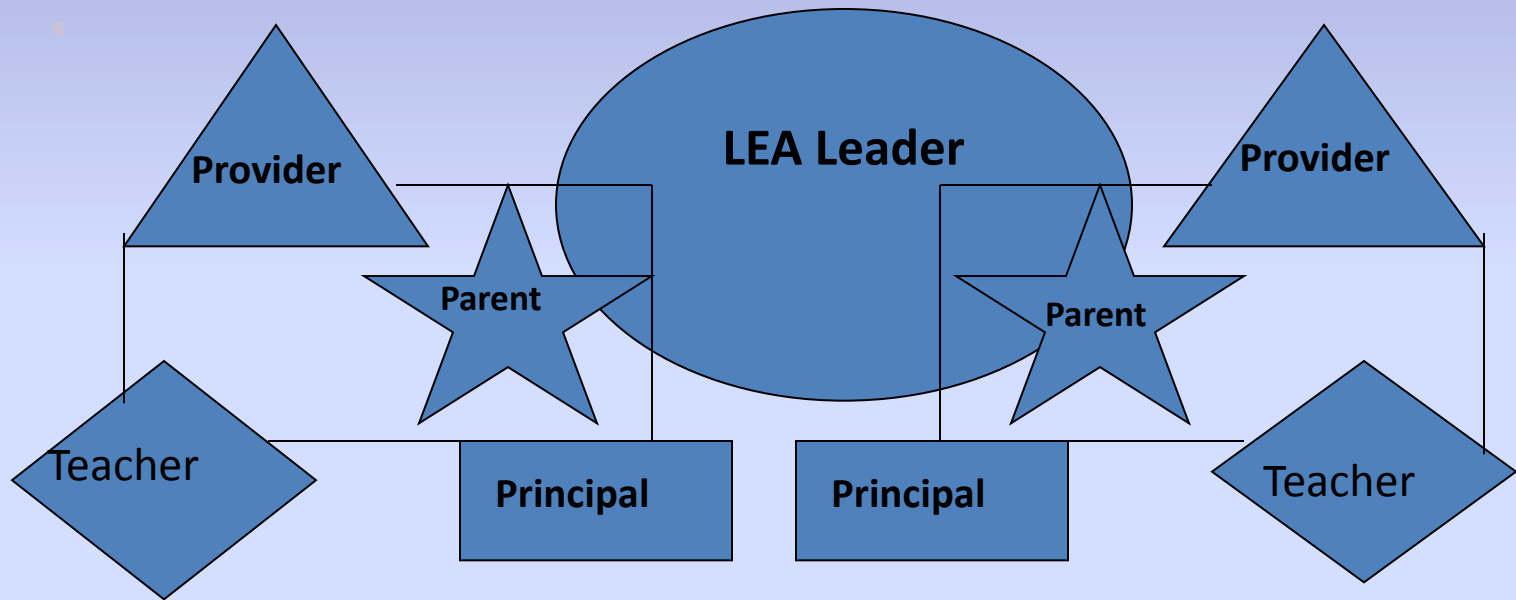 LEA Leader
Provider
Provider
Parent
Parent
Teacher
Principal
Principal
Teacher